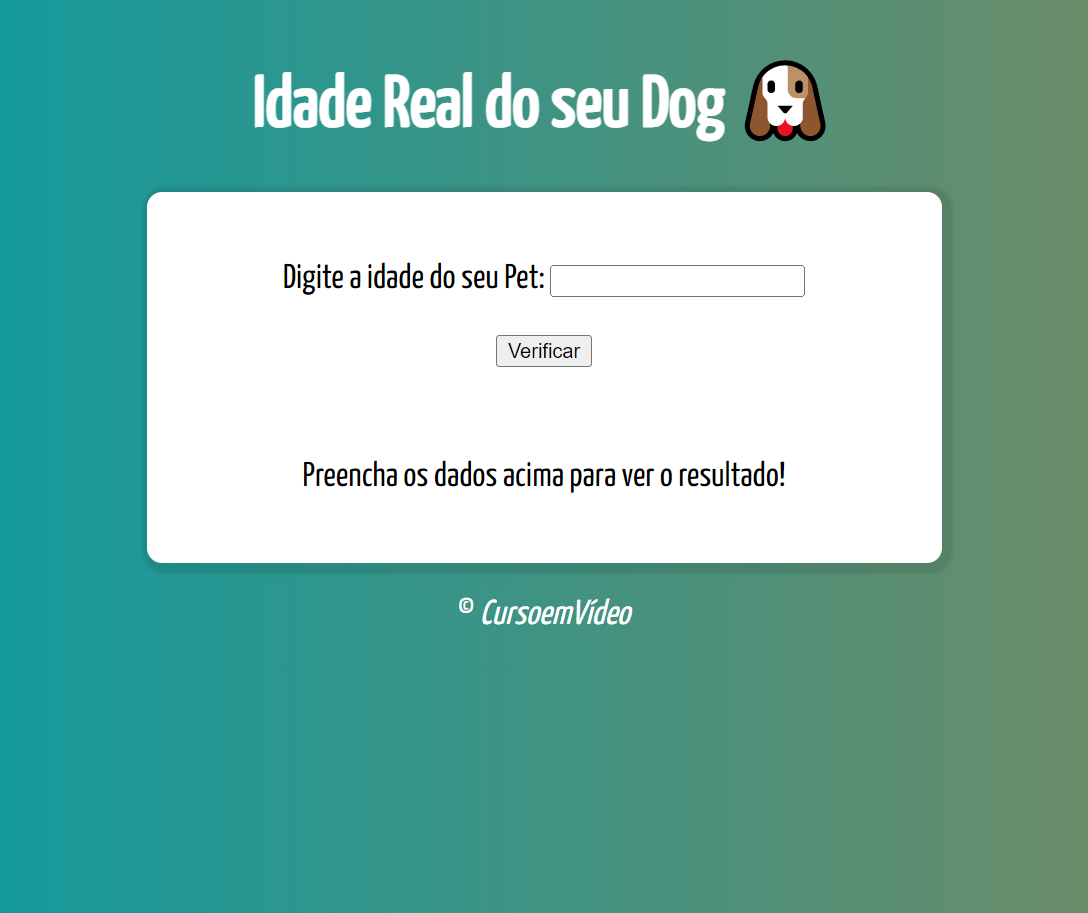 Idade Real do seu Dog
Digite a idade do seu Pet:
Verificar
Preencha os dados acima para ver o resultado!
© CursoemVídeo